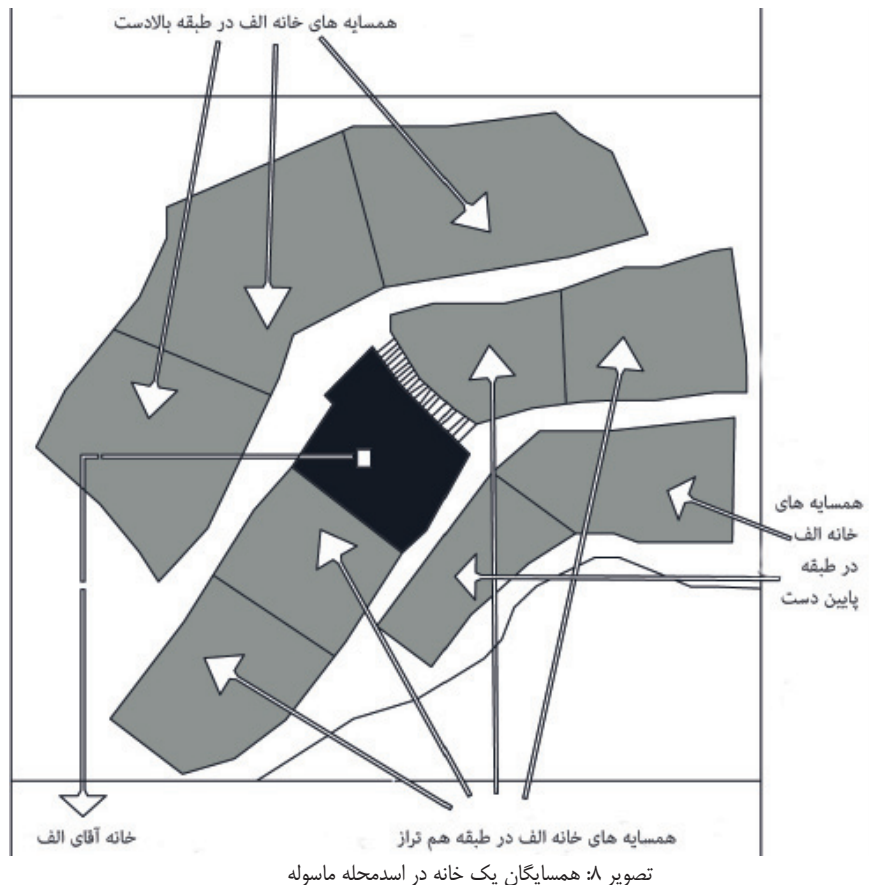 همسایه های خانه الف در طبقه بالادست
همسایه های
خانه الف
در طبقه
پایین دست
همسایه های خانه الف در طبقه هم تراز
خانه آقای الف
تصویر ۸: همسایگان یک خانه در اسدمحله ماسوله